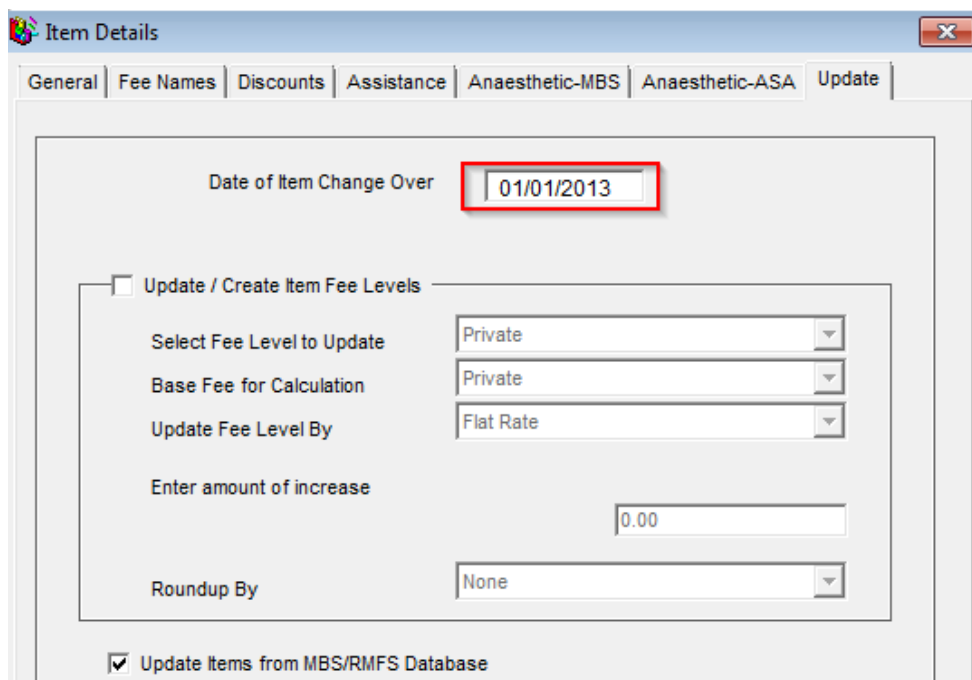 Item Details
General Fee Names Discounts Assistance Anaesthetic-MBS Anaesthetic-ASA Update
Date of Item Change Over 01/01/2013
Update / Create Item Fee Levels
Select Fee Level to Update Private
Base Fee for Calculation Private
Update Fee Level By Flat Rate
Enter amount of increase
0.00
Roundup By None
Update Items from MBS/RMFS Database